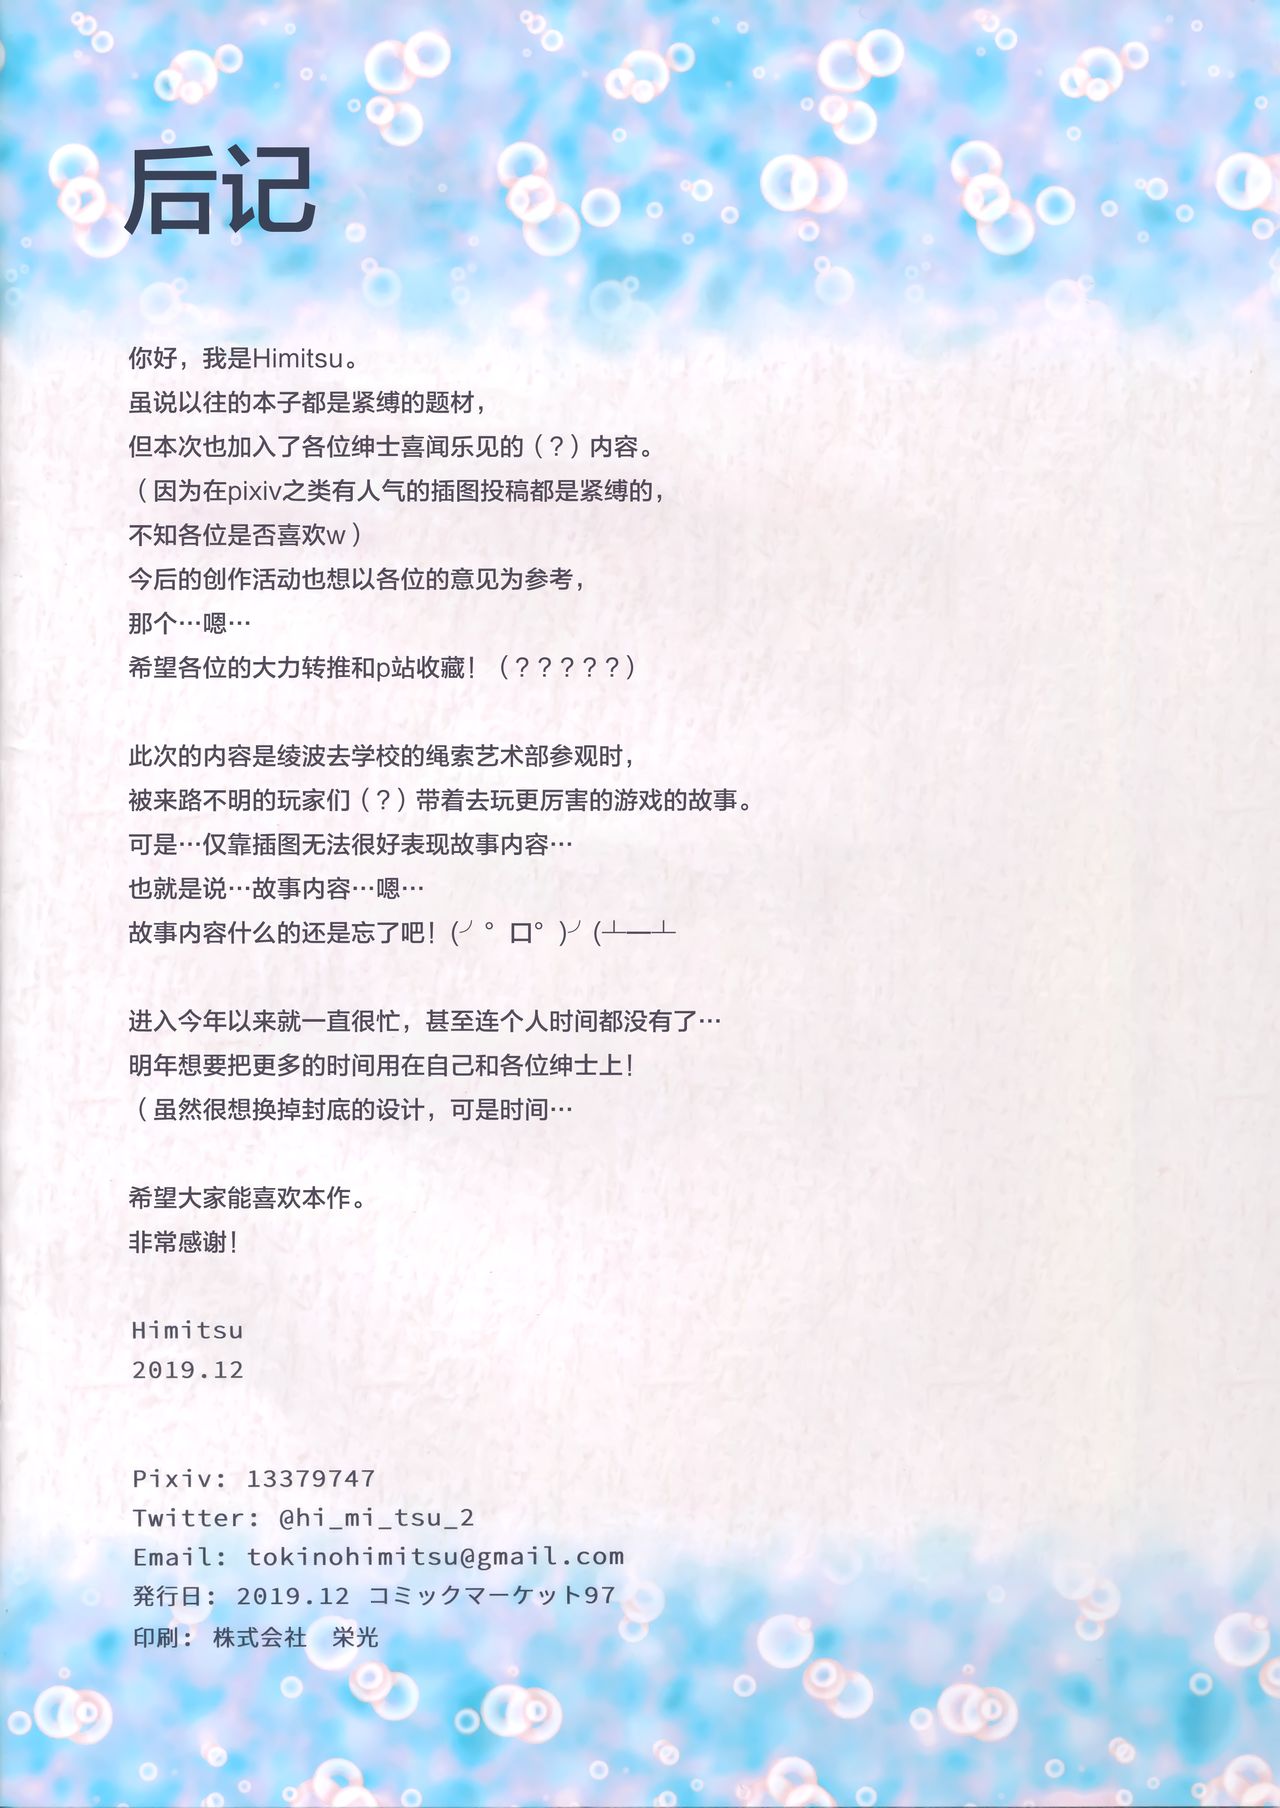 后记
你好，我是Himitsu。
虽说以往的本子都是紧缚的题材，
但本次也加入了各位绅士喜闻乐见的（？）内容。
（因为在pixiv之类有人气的插图投稿都是紧缚的，
不知各位是否喜欢w）
今后的创作活动也想以各位的意见为参考，
那个…嗯…
希望各位的大力转推和p站收藏！（？？？？？）
此次的内容是绫波去学校的绳索艺术部参观时，
被来路不明的玩家们（？）带着去玩更厉害的游戏的故事。
可是…仅靠插图无法很好表现故事内容…
也就是说…故事内容…嗯…
故事内容什么的还是忘了吧！(╯°口°)╯(┴—┴
进入今年以来就一直很忙，甚至连个人时间都没有了…
明年想要把更多的时间用在自己和各位绅士上！
（虽然很想换掉封底的设计，可是时间…
希望大家能喜欢本作。
非常感谢！
Himitsu
2019.12
Pixiv: 13379747
Twitter: @hi_mi_tsu_2
Email: tokinohimitsu@gmail.com
発行日: 2019.12 コミックマーケット97
印刷: 株式会社　栄光